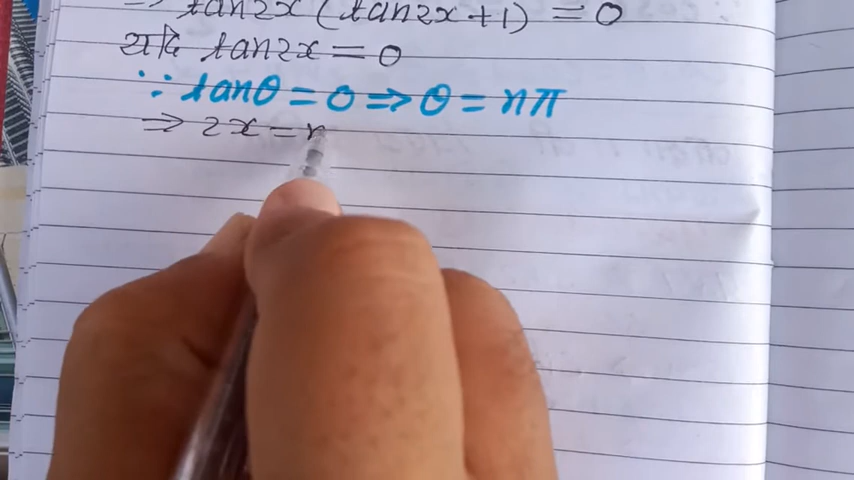 ⇒ tan2x (tan2x+1) = 0
यदि tan2x = 0
∵ tanθ = 0 ⇒ θ = nπ
⇒ 2x = n